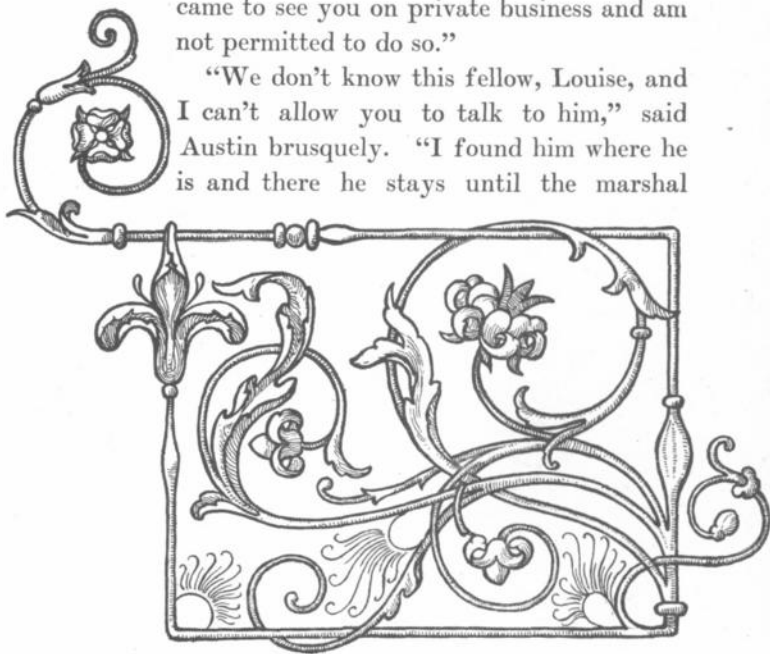 came to see you on private business and am
not permitted to do so.”
“We don't know this fellow, Louise, and
I can't allow you to talk to him,” said
Austin brusquely. “I found him where he
is and there he stays until the marshal